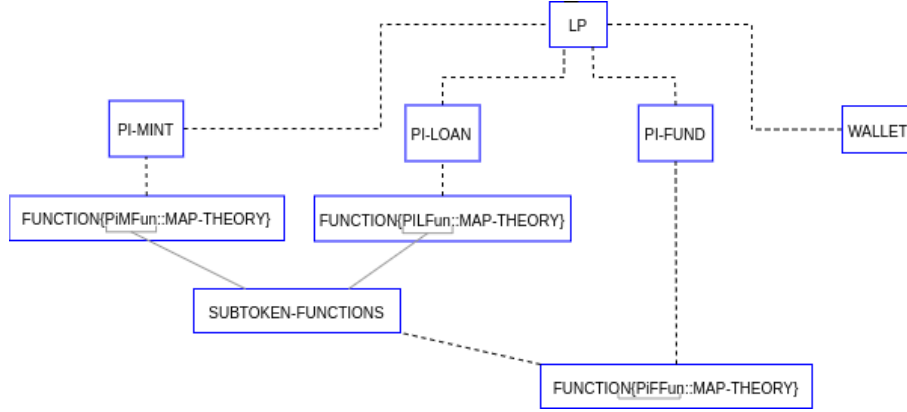 LP
PI-MINT
PI-LOAN
PI-FUND
WALLET
FUNCTION{PiMFun::MAP-THEORY}
FUNCTION{PILFun::MAP-THEORY}
SUBTOKEN-FUNCTIONS
FUNCTION{PiFFun::MAP-THEORY}